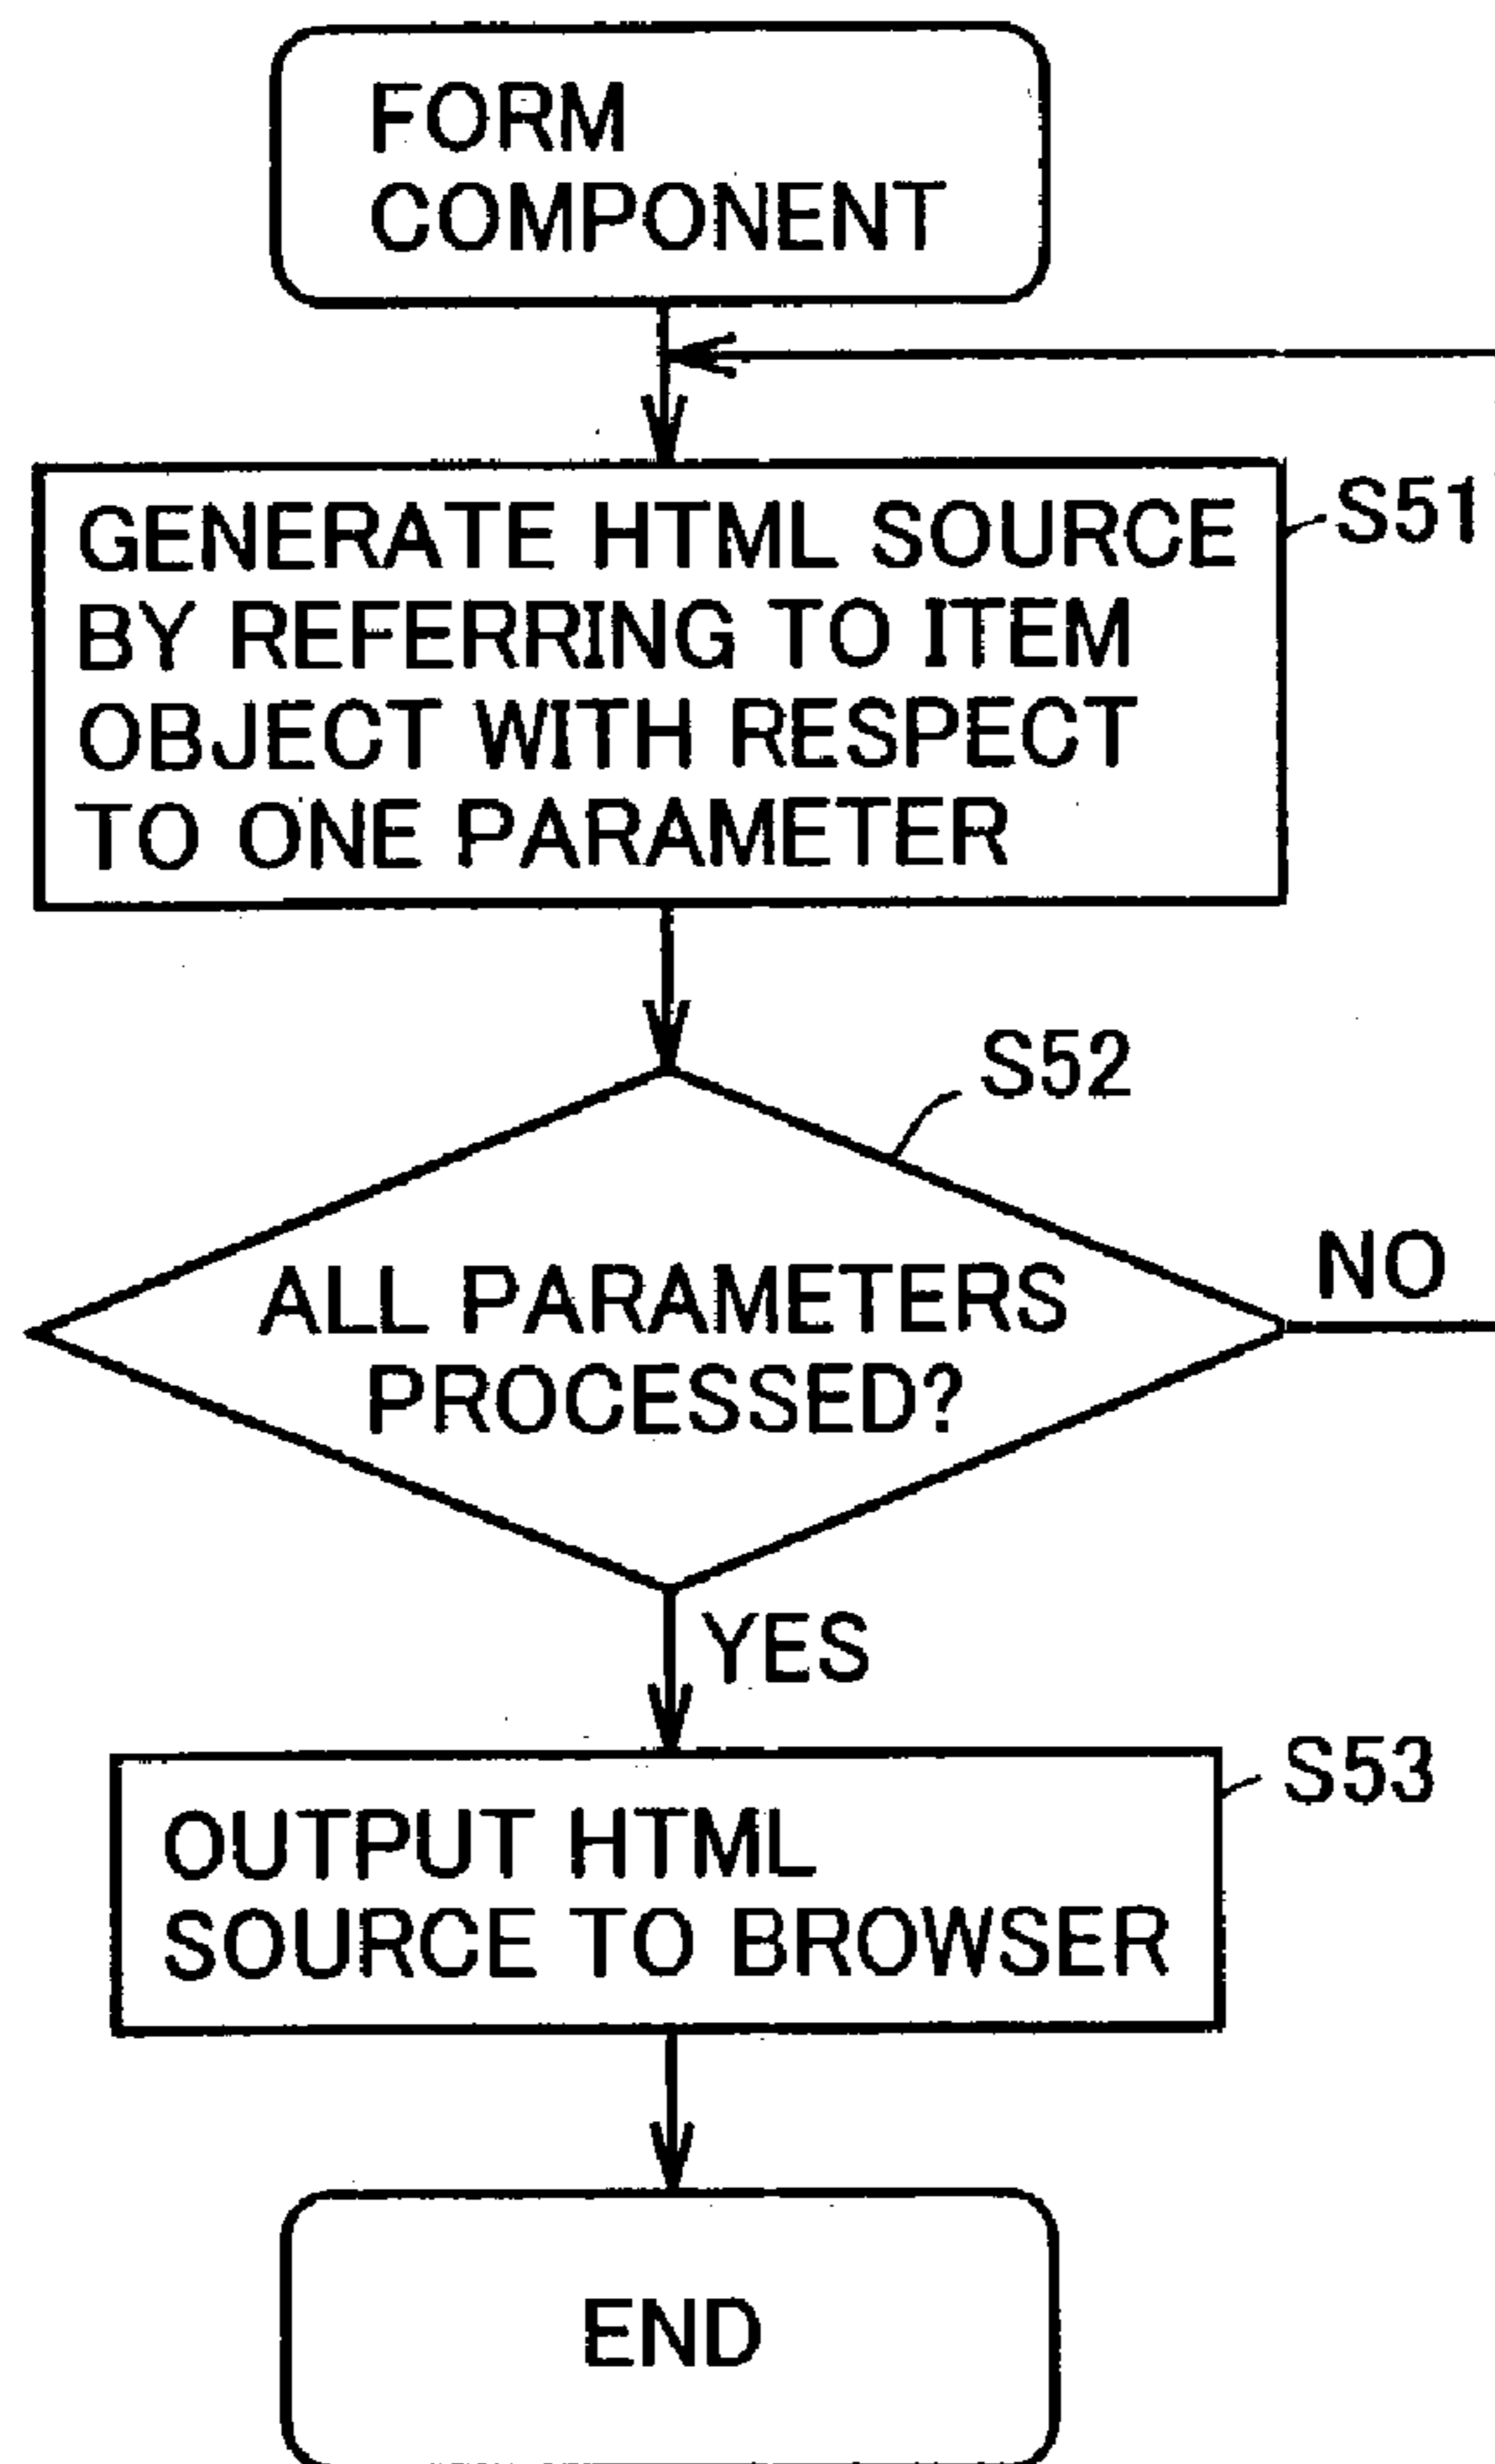 FORM
COMPONENT
GENERATE HTML SOURCE
BY REFERRING TO ITEM
OBJECT WITH RESPECT
TO ONE PARAMETER
S51
S52
ALL PARAMETERS
PROCESSED?
NO
YES
S53
OUTPUT HTML
SOURCE TO BROWSER
END